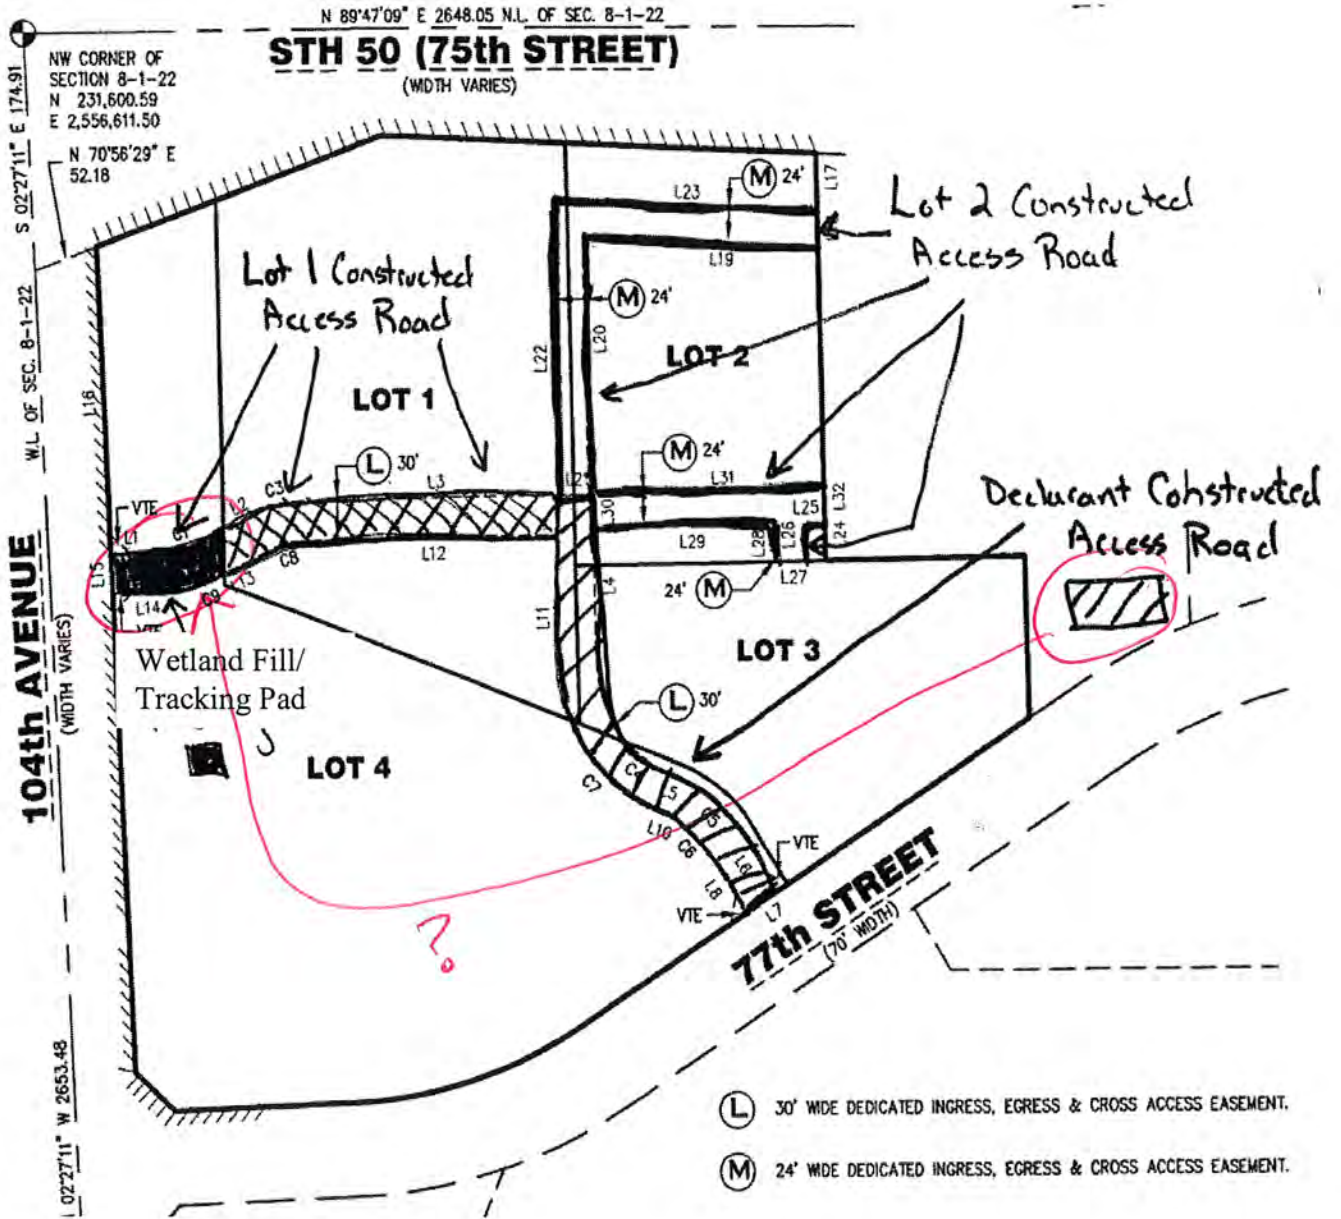 N 89°47'09" E 2648.05 N.L. OF SEC. 8-1-22
STH 50 (75th STREET)
(WIDTH VARIES)
NW CORNER OF
SECTION 8-1-22
N 231,600.59
E 2,556,611.50
N 70°56'29" E
52.18
S 02°27'11" E 174.91
W.L. OF SEC. 8-1-22
L23
M 24'
L17
Lot 2 Constructed
Access Road
L19
Lot 1 Constructed
Access Road
M 24'
L22
L20
LOT 2
L16
LOT 1
L 30'
M 24'
L3
L21
L31
L32
L25
Declarant Constructed
Access Road
VTE
L1
C1
L2
C3
L30
L29
L28
L26
L24
L27
L15
L14
C9
L13
C8
L12
L11
L4
24' M
VTE
104th AVENUE
(WIDTH VARIES)
Wetland Fill/
Tracking Pad
LOT 3
L 30'
LOT 4
C7
C4
L5
C5
L10
C6
L6
L8
L7
VTE
VTE
?
77th STREET
(70' WIDTH)
02°27'11" W 2653.48
L 30' WIDE DEDICATED INGRESS, EGRESS & CROSS ACCESS EASEMENT.
M 24' WIDE DEDICATED INGRESS, EGRESS & CROSS ACCESS EASEMENT.